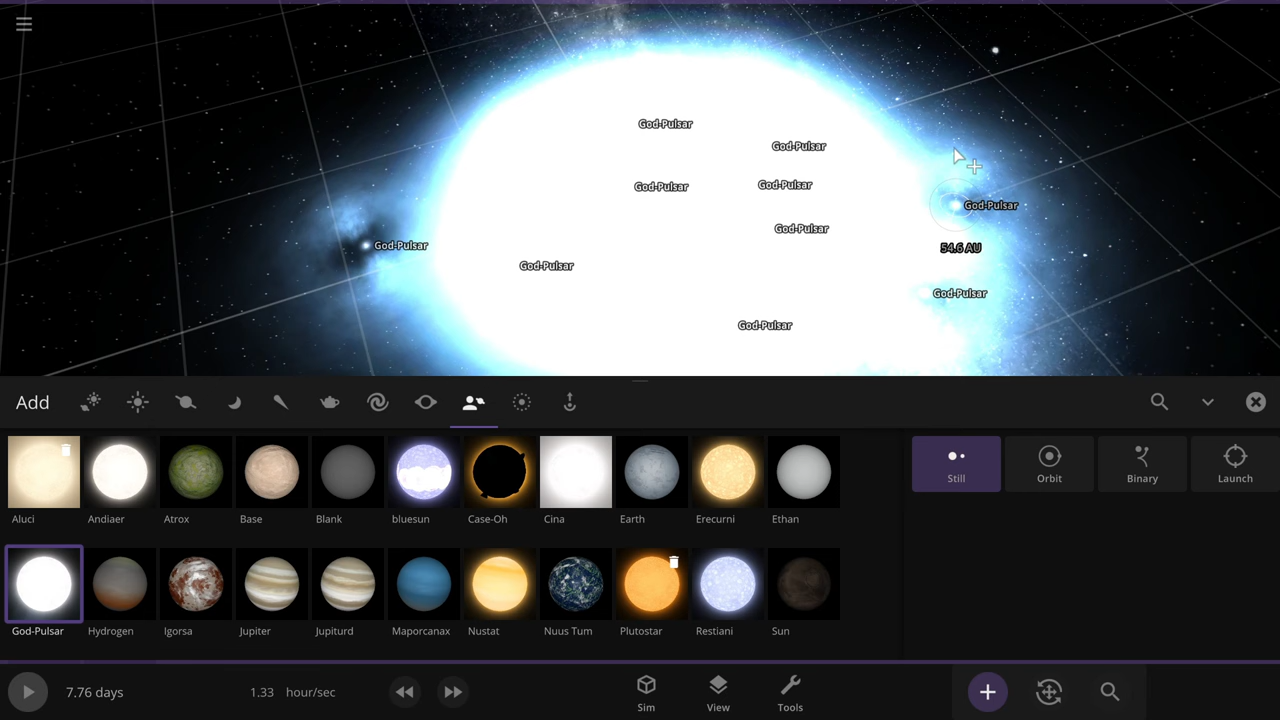 God-Pulsar
God-Pulsar
God-Pulsar
God-Pulsar
God-Pulsar
God-Pulsar
God-Pulsar
54.6 AU
God-Pulsar
God-Pulsar
God-Pulsar
Add
Aluci
Andiaer
Atrox
Base
Blank
bluesun
Case-Oh
Cina
Earth
Erecurni
Ethan
God-Pulsar
Hydrogen
Igorsa
Jupiter
Jupiturd
Maporcanax
Nustat
Nuus Tum
Plutostar
Restiani
Sun
Still
Orbit
Binary
Launch
7.76 days
1.33 hour/sec
Sim
View
Tools